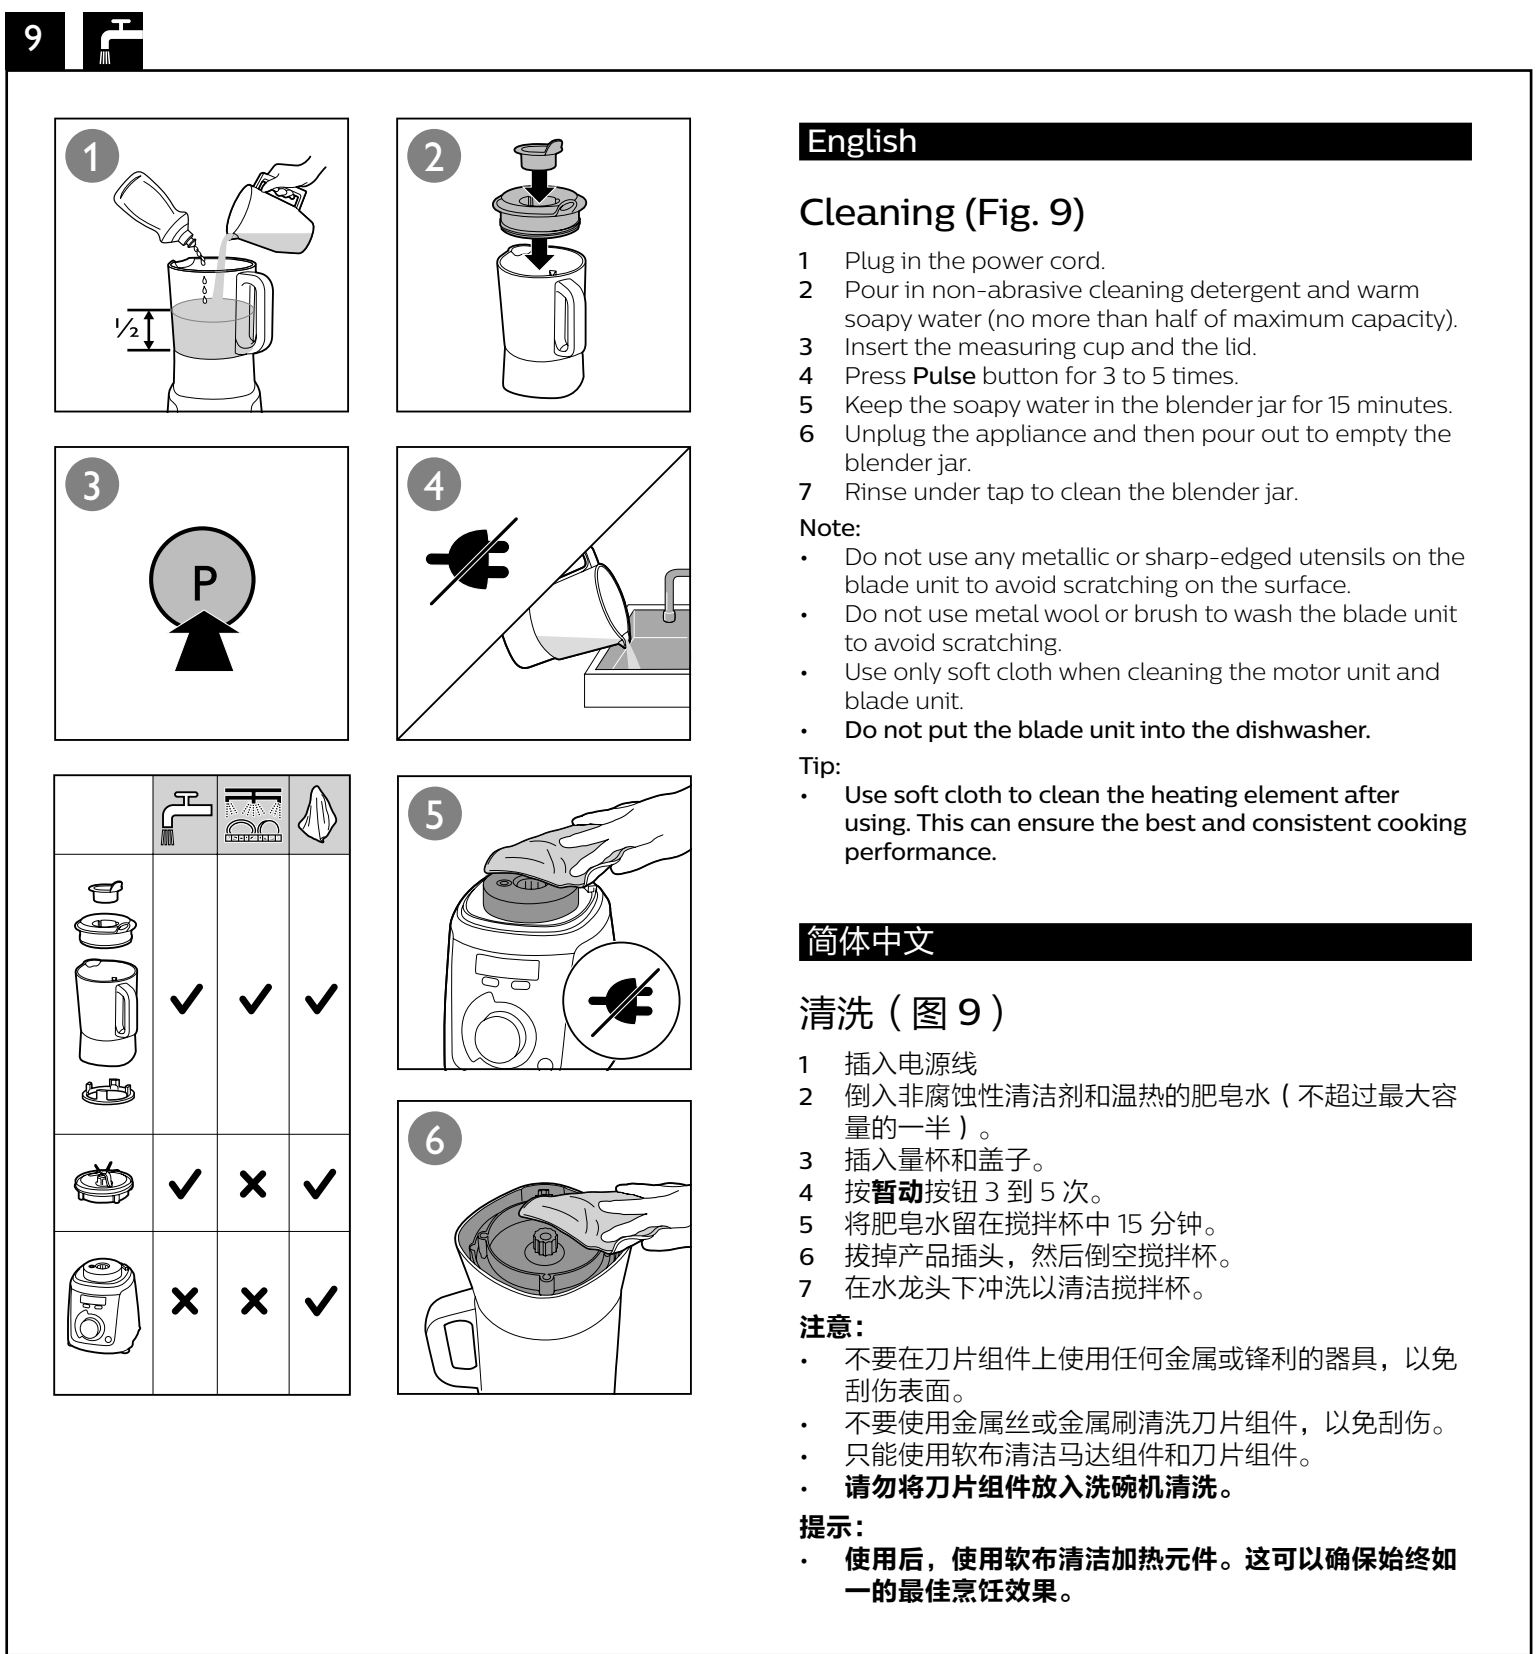 9
1
1/2
2
3
P
4
5
6
English
Cleaning (Fig. 9)
1 Plug in the power cord.
2 Pour in non-abrasive cleaning detergent and warm
soapy water (no more than half of maximum capacity).
3 Insert the measuring cup and the lid.
4 Press Pulse button for 3 to 5 times.
5 Keep the soapy water in the blender jar for 15 minutes.
6 Unplug the appliance and then pour out to empty the
blender jar.
7 Rinse under tap to clean the blender jar.
Note:
• Do not use any metallic or sharp-edged utensils on the
blade unit to avoid scratching on the surface.
• Do not use metal wool or brush to wash the blade unit
to avoid scratching.
• Use only soft cloth when cleaning the motor unit and
blade unit.
• Do not put the blade unit into the dishwasher.
Tip:
• Use soft cloth to clean the heating element after
using. This can ensure the best and consistent cooking
performance.
简体中文
清洗（图 9）
1 插入电源线
2 倒入非腐蚀性清洁剂和温热的肥皂水（不超过最大容
量的一半）。
3 插入量杯和盖子。
4 按暂动按钮 3 到 5 次。
5 将肥皂水留在搅拌杯中 15 分钟。
6 拔掉产品插头，然后倒空搅拌杯。
7 在水龙头下冲洗以清洁搅拌杯。
注意：
• 不要在刀片组件上使用任何金属或锋利的器具，以免
刮伤表面。
• 不要使用金属丝或金属刷清洗刀片组件，以免刮伤。
• 只能使用软布清洁马达组件和刀片组件。
• 请勿将刀片组件放入洗碗机清洗。
提示：
• 使用后，使用软布清洁加热元件。这可以确保始终如
一的最佳烹饪效果。